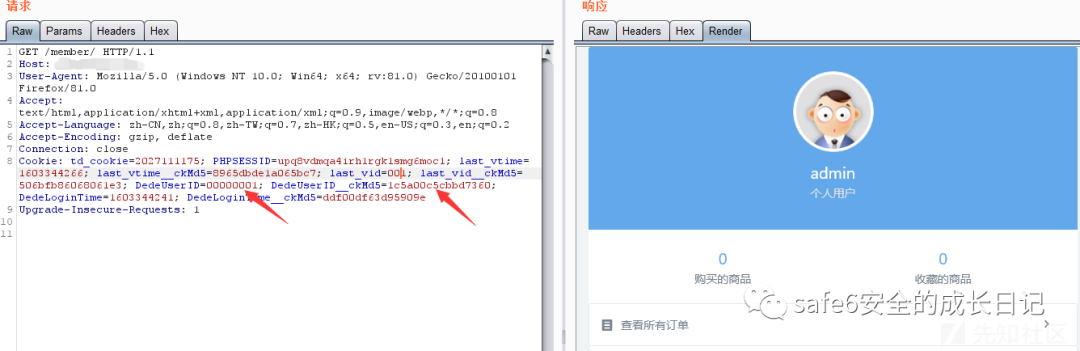 请求
Raw Params Headers Hex
1 GET /member/ HTTP/1.1
2 Host:
3 User-Agent: Mozilla/5.0 (Windows NT 10.0; Win64; x64; rv:81.0) Gecko/20100101
Firefox/81.0
4 Accept:
text/html,application/xhtml+xml,application/xml;q=0.9,image/webp,*/*;q=0.8
5 Accept-Language: zh-CN,zh;q=0.8,zh-TW;q=0.7,zh-HK;q=0.5,en-US;q=0.3,en;q=0.2
6 Accept-Encoding: gzip, deflate
7 Connection: close
8 Cookie: td_cookie=2027111175; PHPSESSID=upq8vdmqa4irhlrgklsmg6moc1; last_vtime=
1603344266; last_vtime__ckMd5=8965dbde1a065bc7; last_vid=001; last_vid__ckMd5=
506bfb86068061e3; DedeUserID=00000001; DedeUserID__ckMd5=1c5a00c5cbbd7360;
DedeLoginTime=1603344241; DedeLoginTime__ckMd5=ddf00df63d95909e
9 Upgrade-Insecure-Requests: 1
10
11
响应
Raw Headers Hex Render
admin
个人用户
0 0
购买的商品 收藏的商品
查看所有订单
safe6安全的成长日记
先知社区